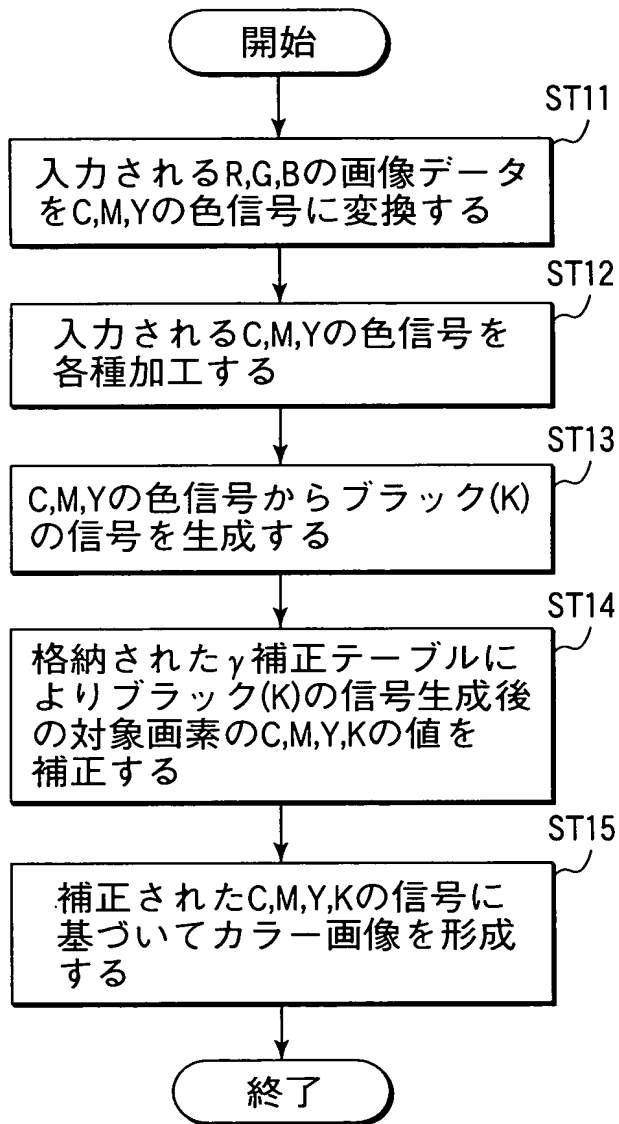 開始
ST11
入力されるR,G,Bの画像データ
をC,M,Yの色信号に変換する
ST12
入力されるC,M,Yの色信号を
各種加工する
ST13
C,M,Yの色信号からブラック(K)
の信号を生成する
ST14
格納されたγ補正テーブルに
よりブラック(K)の信号生成後
の対象画素のC,M,Y,Kの値を
補正する
ST15
補正されたC,M,Y,Kの信号に
基づいてカラー画像を形成
する
終了